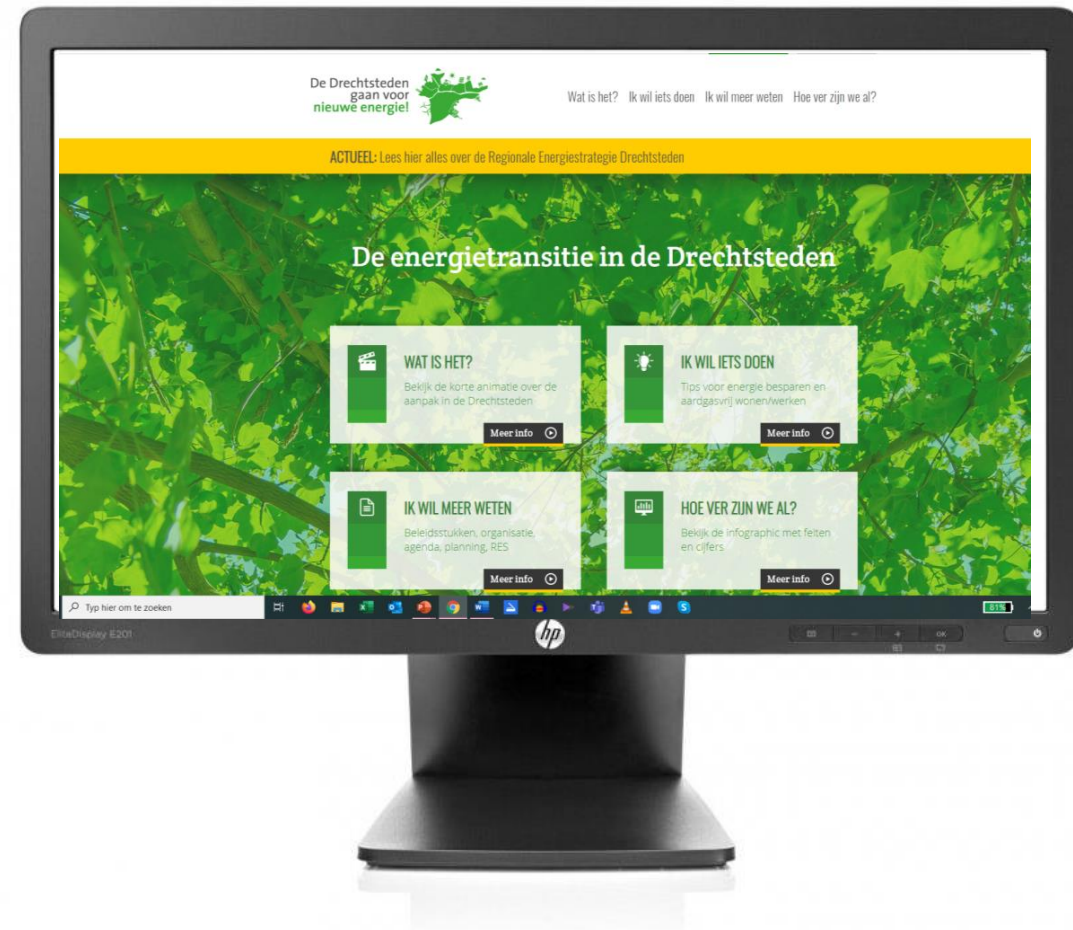 De Drechtsteden
gaan voor
nieuwe energie!
Wat is het? Ik wil iets doen Ik wil meer weten Hoe ver zijn we al?
ACTUEEL: Lees hier alles over de Regionale Energiestrategie Drechtsteden
De energietransitie in de Drechtsteden
WAT IS HET?
Bekijk de korte animatie over de
aanpak in de Drechtsteden
Meer info
IK WIL IETS DOEN
Tips voor energie besparen en
aardgasvrij wonen/werken
Meer info
IK WIL MEER WETEN
Beleidsstukken, organisatie,
agenda, planning, RES
Meer info
HOE VER ZIJN WE AL?
Bekijk de infographic met feiten
en cijfers
Meer info
Typ hier om te zoeken
81%
EliteDisplay E201
hp
OK